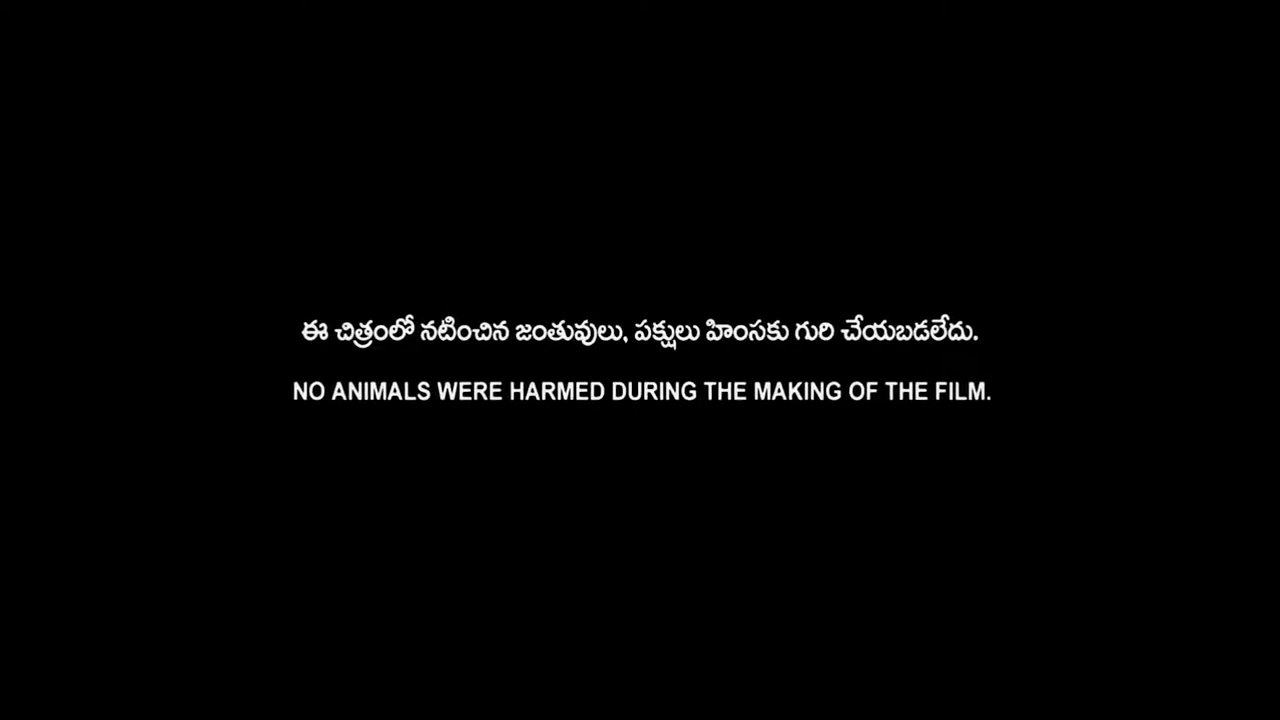 ఈ చిత్రంలో నటించిన జంతువులు, పక్షులు హింసకు గురి చేయబడలేదు.
NO ANIMALS WERE HARMED DURING THE MAKING OF THE FILM.